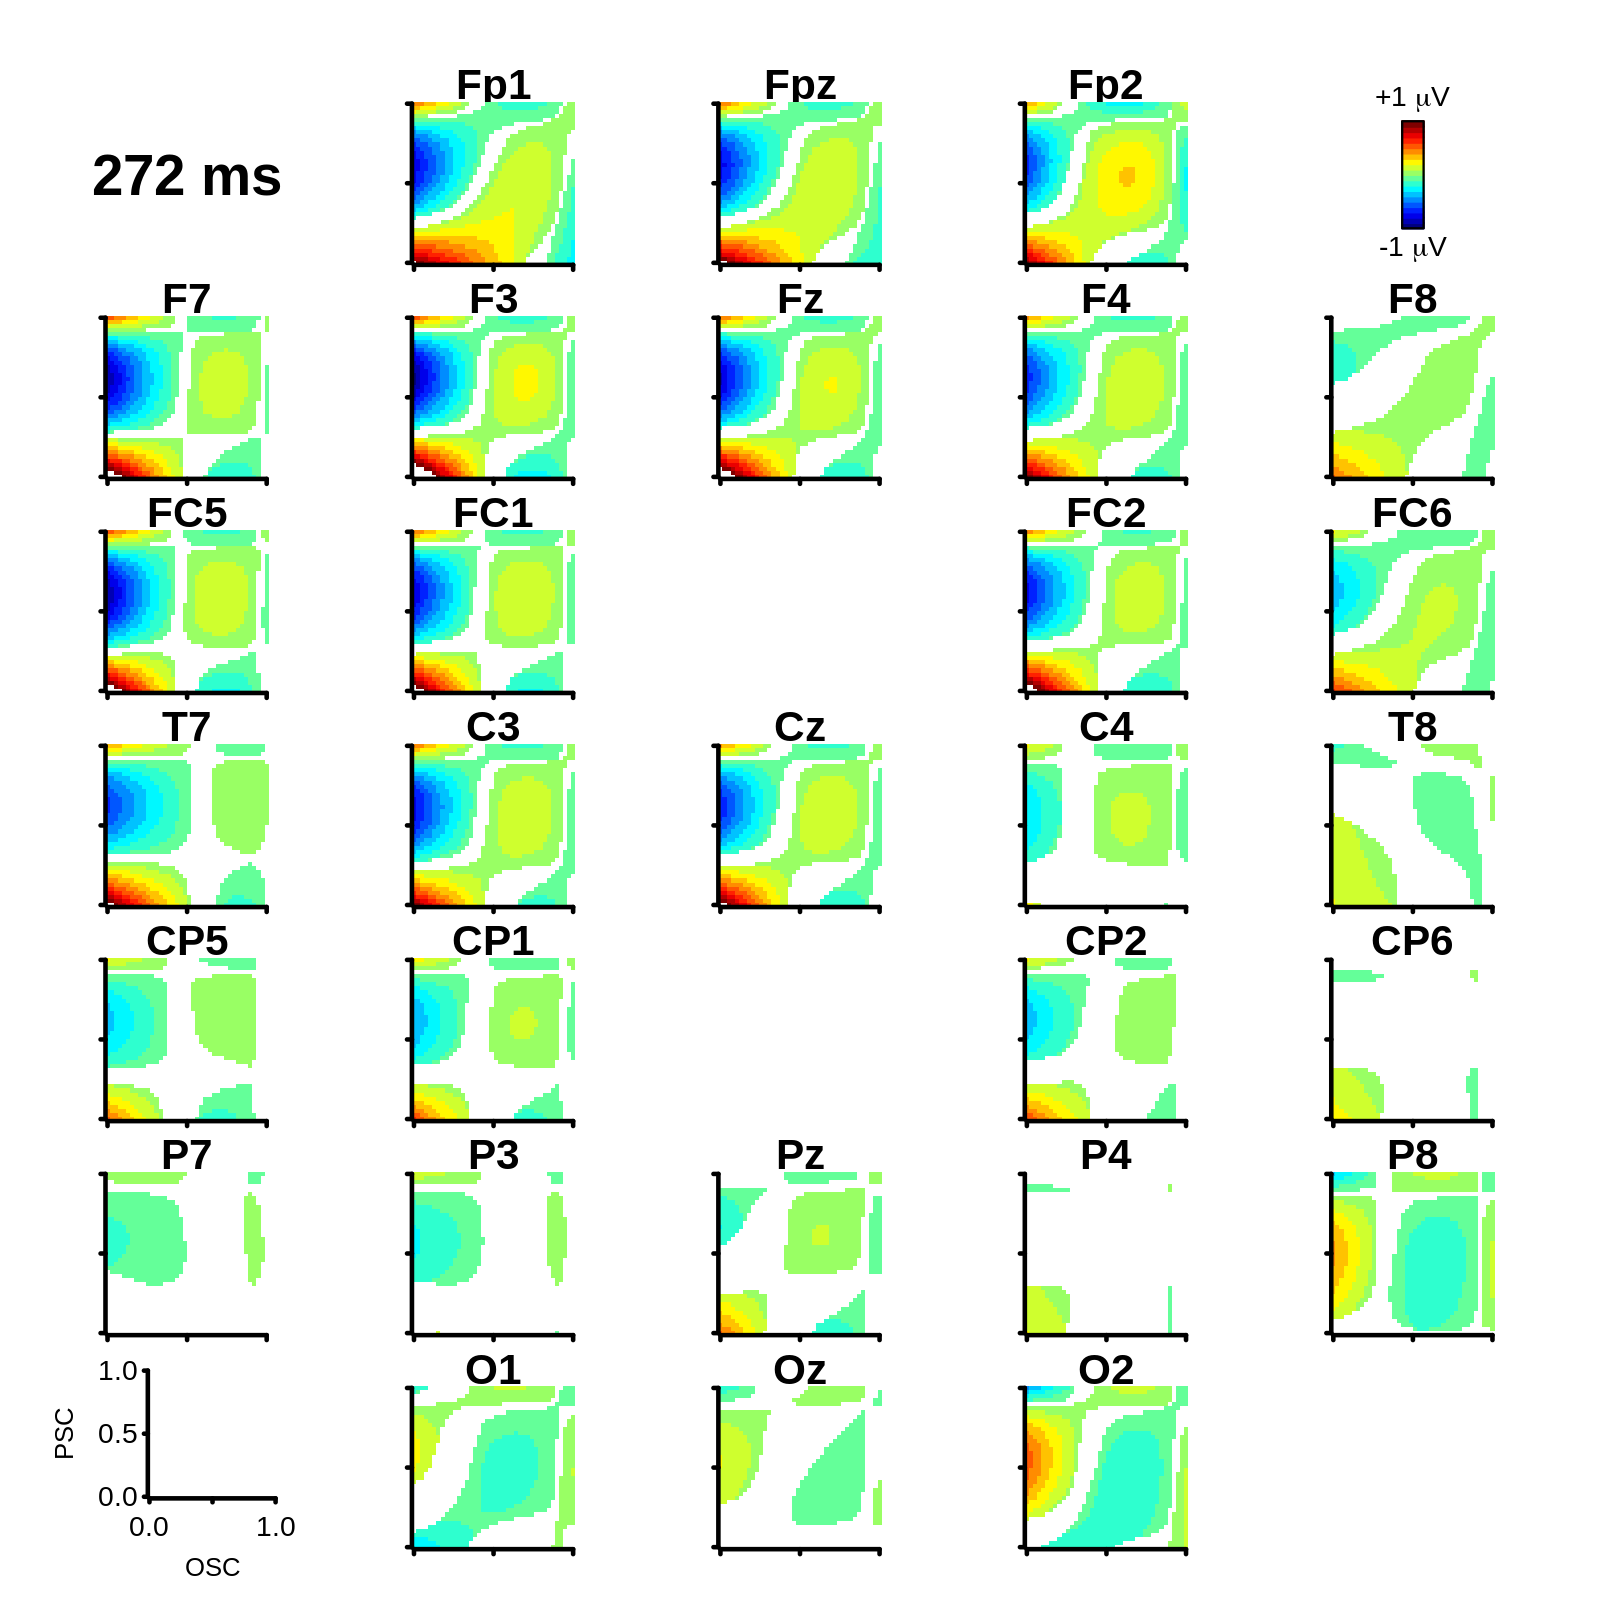 Fp1 Fpz Fp2
+1 µV
272 ms
-1 µV
F7 F3 Fz F4 F8
FC5 FC1 FC2 FC6
T7 C3 Cz C4 T8
CP5 CP1 CP2 CP6
P7 P3 Pz P4 P8
O1 Oz O2
1.0
PSC
0.5
0.0
0.0 1.0
OSC